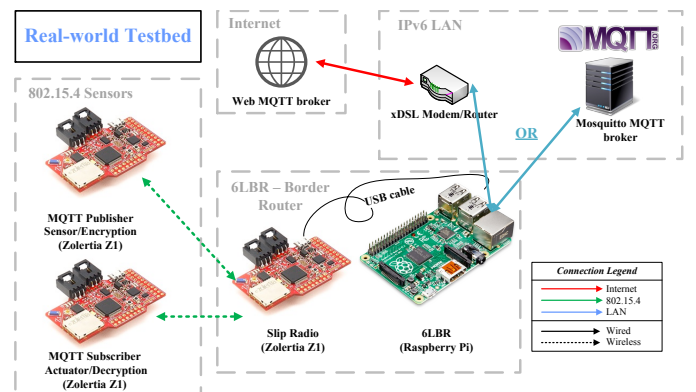 Real-world Testbed
Internet
Web MQTT broker
IPv6 LAN
MQTT
.ORG
xDSL Modem/Router
Mosquitto MQTT
broker
OR
802.15.4 Sensors
MQTT Publisher
Sensor/Encryption
(Zolertia Z1)
MQTT Subscriber
Actuator/Decryption
(Zolertia Z1)
6LBR – Border
Router
USB cable
Slip Radio
(Zolertia Z1)
6LBR
(Raspberry Pi)
Connection Legend
Internet
802.15.4
LAN
Wired
Wireless